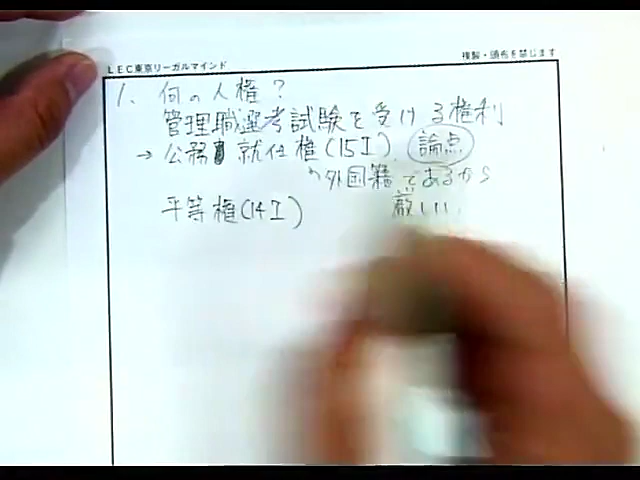 LEC東京リーガルマインド 複製・頒布を禁じます
1. 何の人権?
管理職選考試験を受ける権利
→公務 就任権(15I) 論点
外国籍であるから
平等権(14I) 厳しい